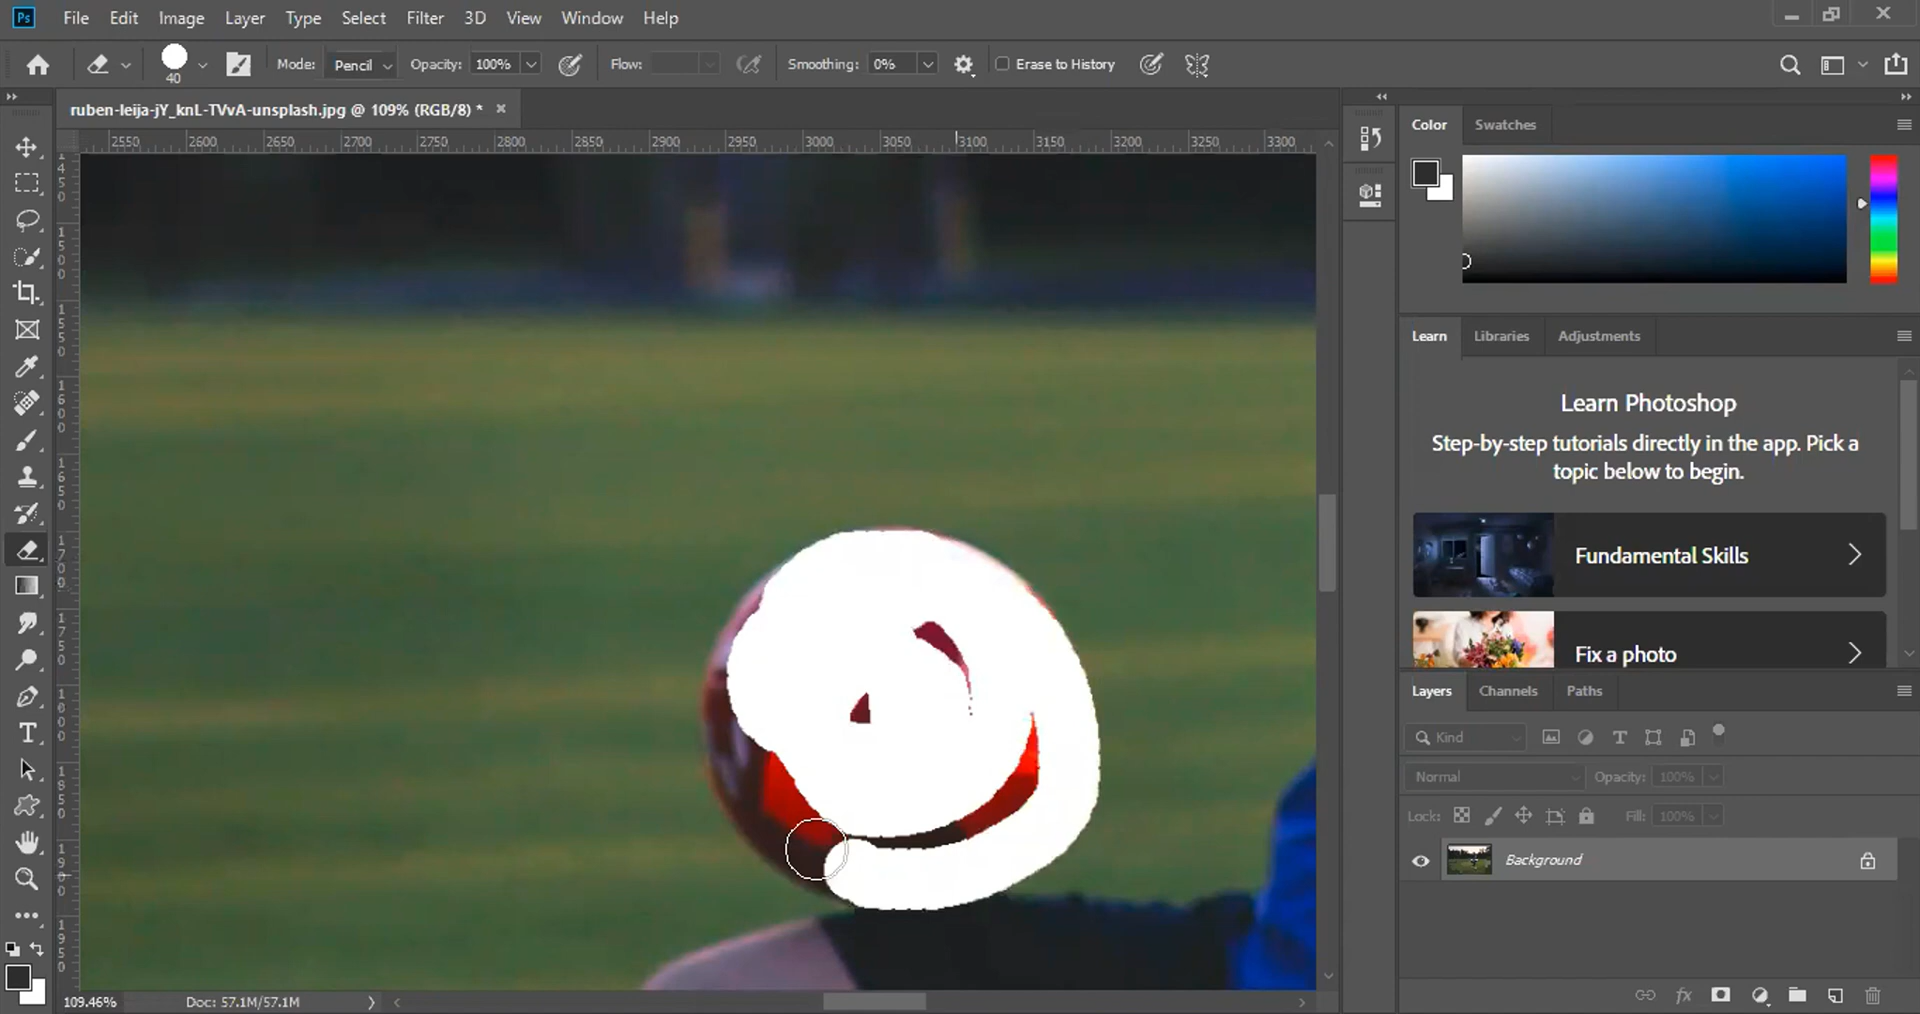 Ps File Edit Image Layer Type Select Filter 3D View Window Help
40 Mode: Pencil Opacity: 100% Flow: Smoothing: 0% Erase to History
ruben-leija-jY_knL-TVvA-unsplash.jpg @ 109% (RGB/8) *
2550 2600 2650 2700 2750 2800 2850 2900 2950 3000 3050 3100 3150 3200 3250 3300
Color Swatches
Learn Libraries Adjustments
Learn Photoshop
Step-by-step tutorials directly in the app. Pick a
topic below to begin.
Fundamental Skills
Fix a photo
Layers Channels Paths
Kind
Normal Opacity: 100%
Lock: Fill: 100%
Background
fx
109.46% Doc: 57.1M/57.1M